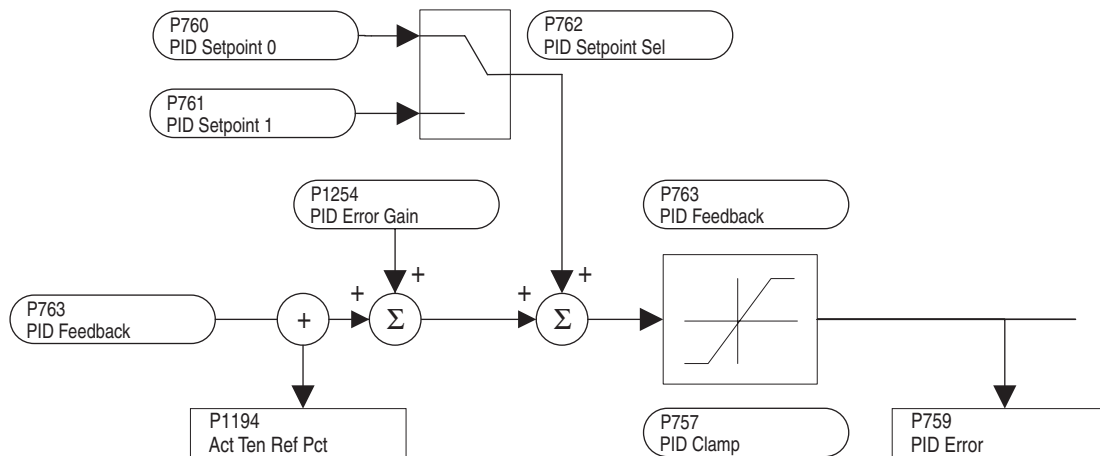 P760
PID Setpoint 0
P762
PID Setpoint Sel
P761
PID Setpoint 1
P1254
PID Error Gain
P763
PID Feedback
+
+
+
+
P763
PID Feedback
+
Σ
Σ
P1194
Act Ten Ref Pct
P757
PID Clamp
P759
PID Error